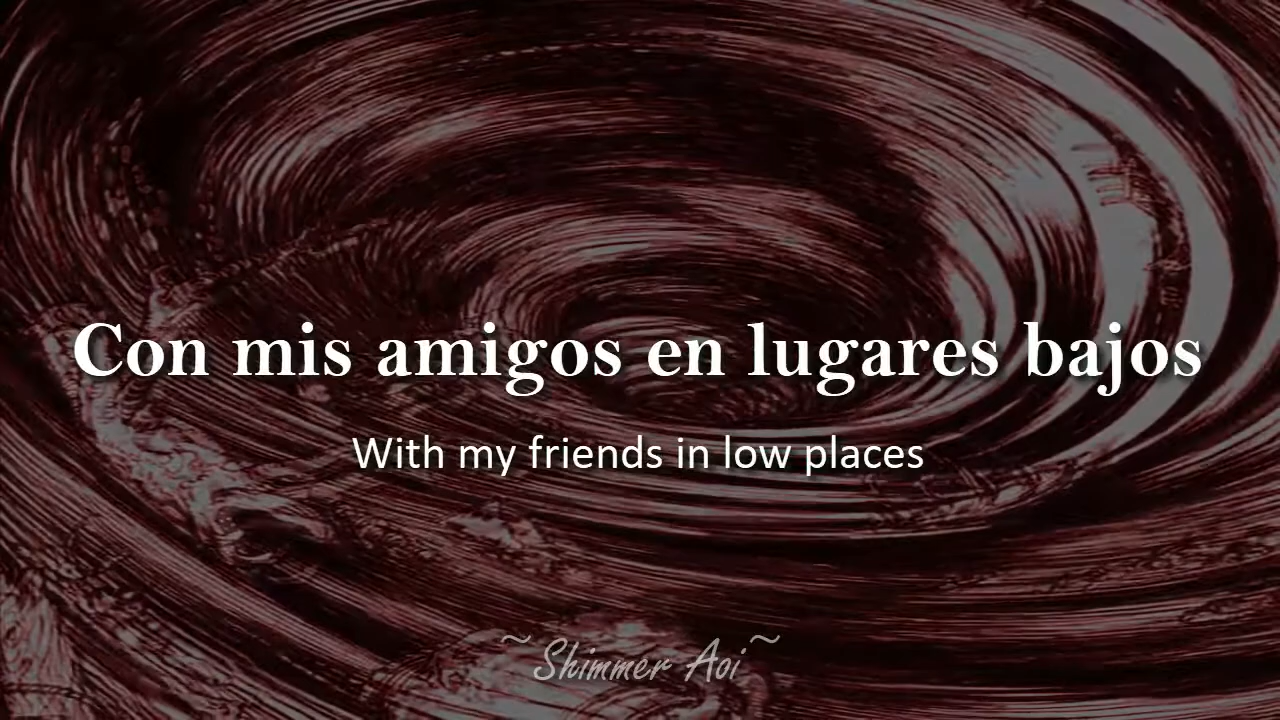 Con mis amigos en lugares bajos
With my friends in low places
~ Shimmer Aoi ~